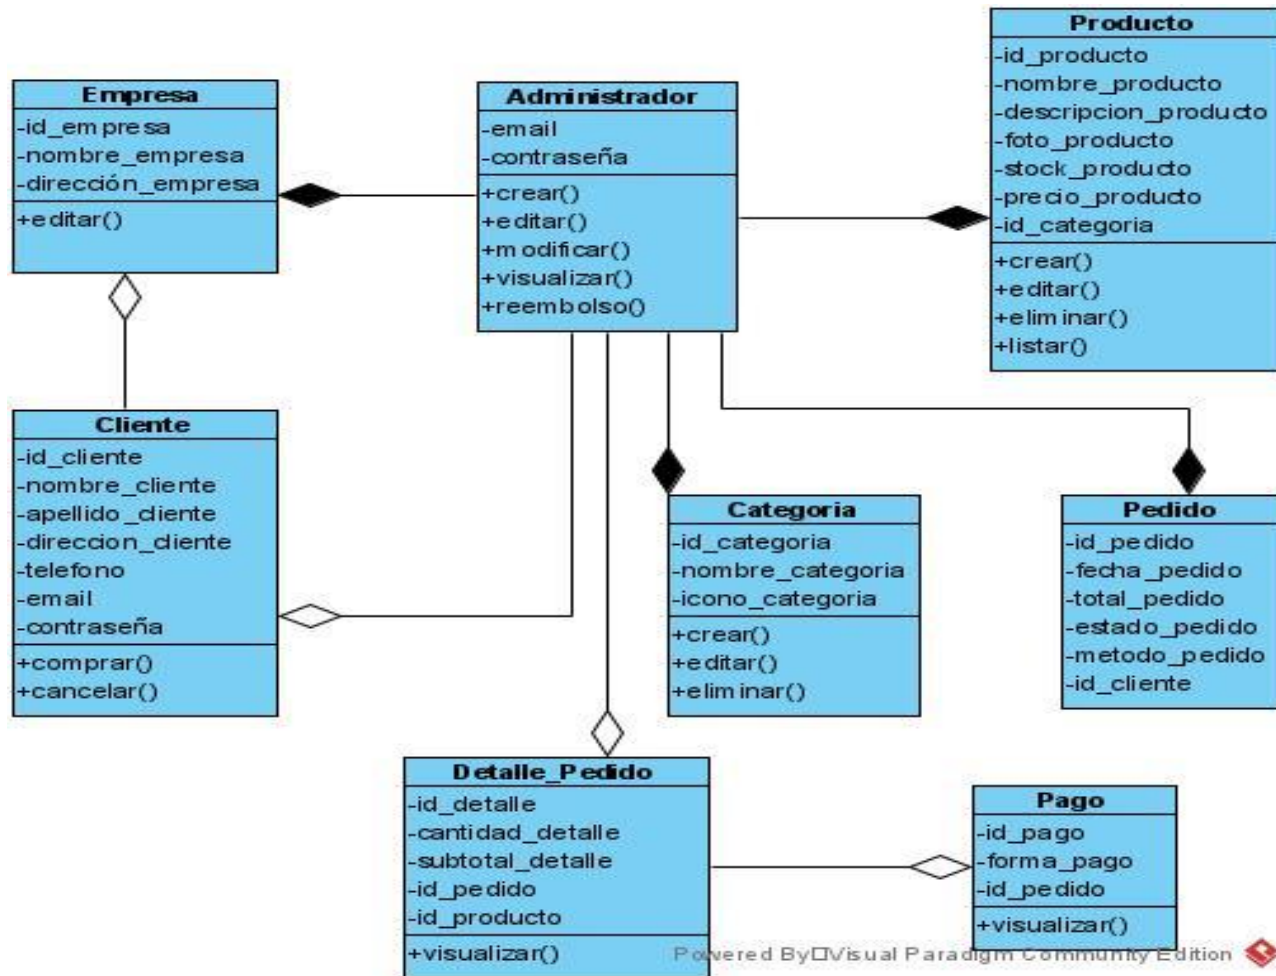 Empresa
-id_empresa
-nombre_empresa
-dirección_empresa
+editar()
Administrador
-email
-contraseña
+crear()
+editar()
+modificar()
+visualizar()
+reembolso()
Producto
-id_producto
-nombre_producto
-descripcion_producto
-foto_producto
-stock_producto
-precio_producto
-id_categoria
+crear()
+editar()
+eliminar()
+listar()
Cliente
-id_cliente
-nombre_cliente
-apellido_cliente
-direccion_cliente
-telefono
-email
-contraseña
+comprar()
+cancelar()
Categoria
-id_categoria
-nombre_categoria
-icono_categoria
+crear()
+editar()
+eliminar()
Pedido
-id_pedido
-fecha_pedido
-total_pedido
-estado_pedido
-metodo_pedido
-id_cliente
Detalle_Pedido
-id_detalle
-cantidad_detalle
-subtotal_detalle
-id_pedido
-id_producto
+visualizar()
Pago
-id_pago
-forma_pago
-id_pedido
+visualizar()
Powered By□Visual Paradigm Community Edition